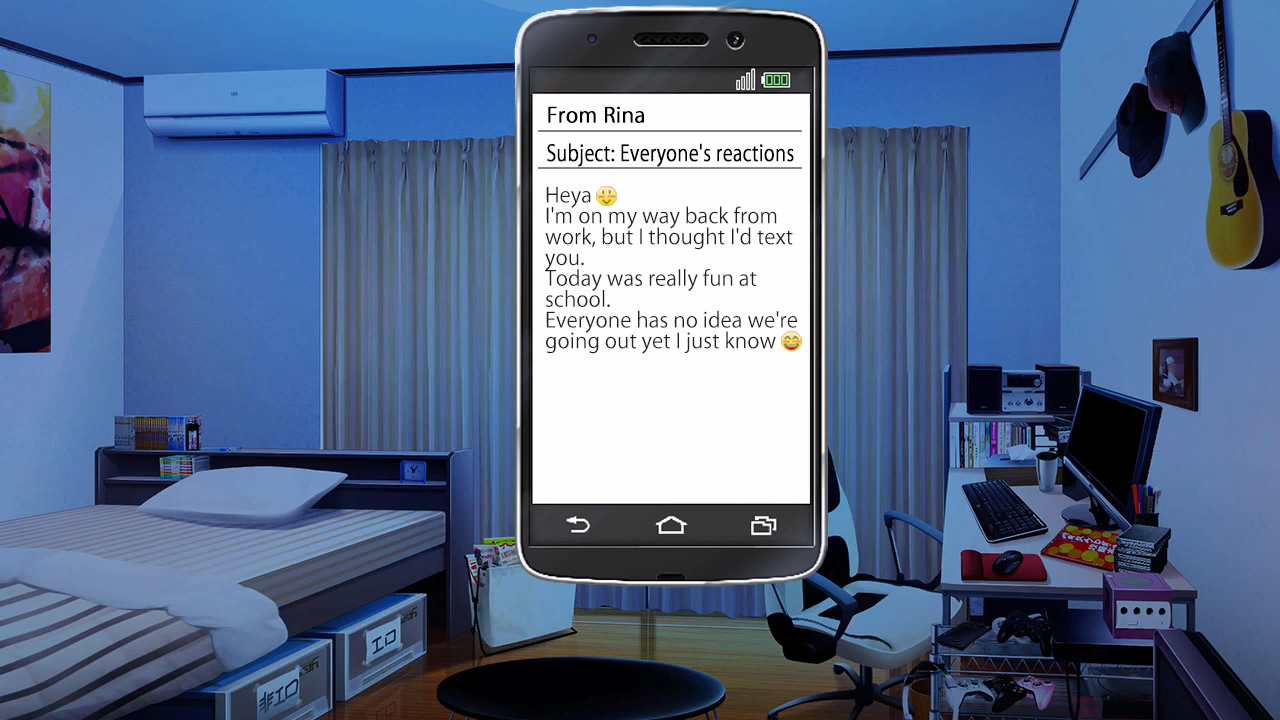 From Rina
Subject: Everyone's reactions
Heya 😊
I'm on my way back from
work, but I thought I'd text
you.
Today was really fun at
school.
Everyone has no idea we're
going out yet I just know 😄